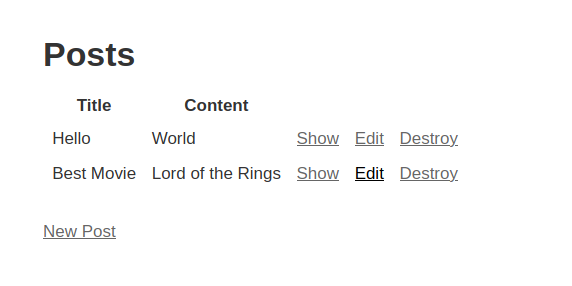 Posts
Title Content
Hello World Show Edit Destroy
Best Movie Lord of the Rings Show Edit Destroy
New Post